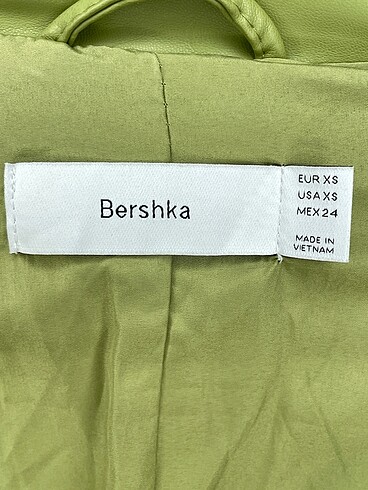 Bershka
EUR XS
USA XS
MEX 24
MADE IN
VIETNAM